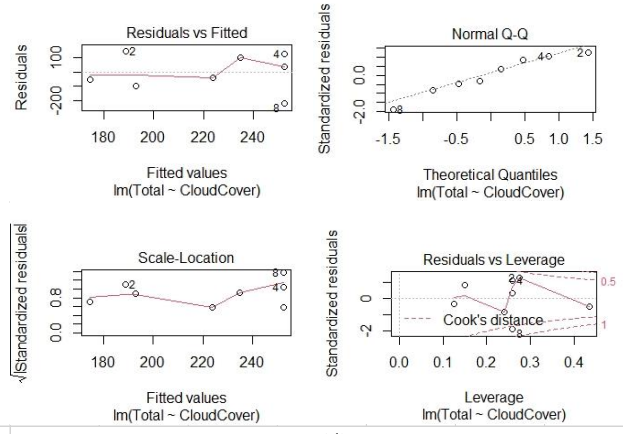 Residuals vs Fitted
Residuals
100
-200
2
4
8
180 200 220 240
Fitted values
lm(Total ~ CloudCover)
Normal Q-Q
Standardized residuals
0.0
-2.0
8
4
2
-1.5 -0.5 0.5 1.0 1.5
Theoretical Quantiles
lm(Total ~ CloudCover)
Scale-Location
√|Standardized residuals|
0.8
0.0
2
8
4
180 200 220 240
Fitted values
lm(Total ~ CloudCover)
Residuals vs Leverage
Standardized residuals
0
-2
2
4
8
0.5
1
Cook's distance
0.0 0.1 0.2 0.3 0.4
Leverage
lm(Total ~ CloudCover)